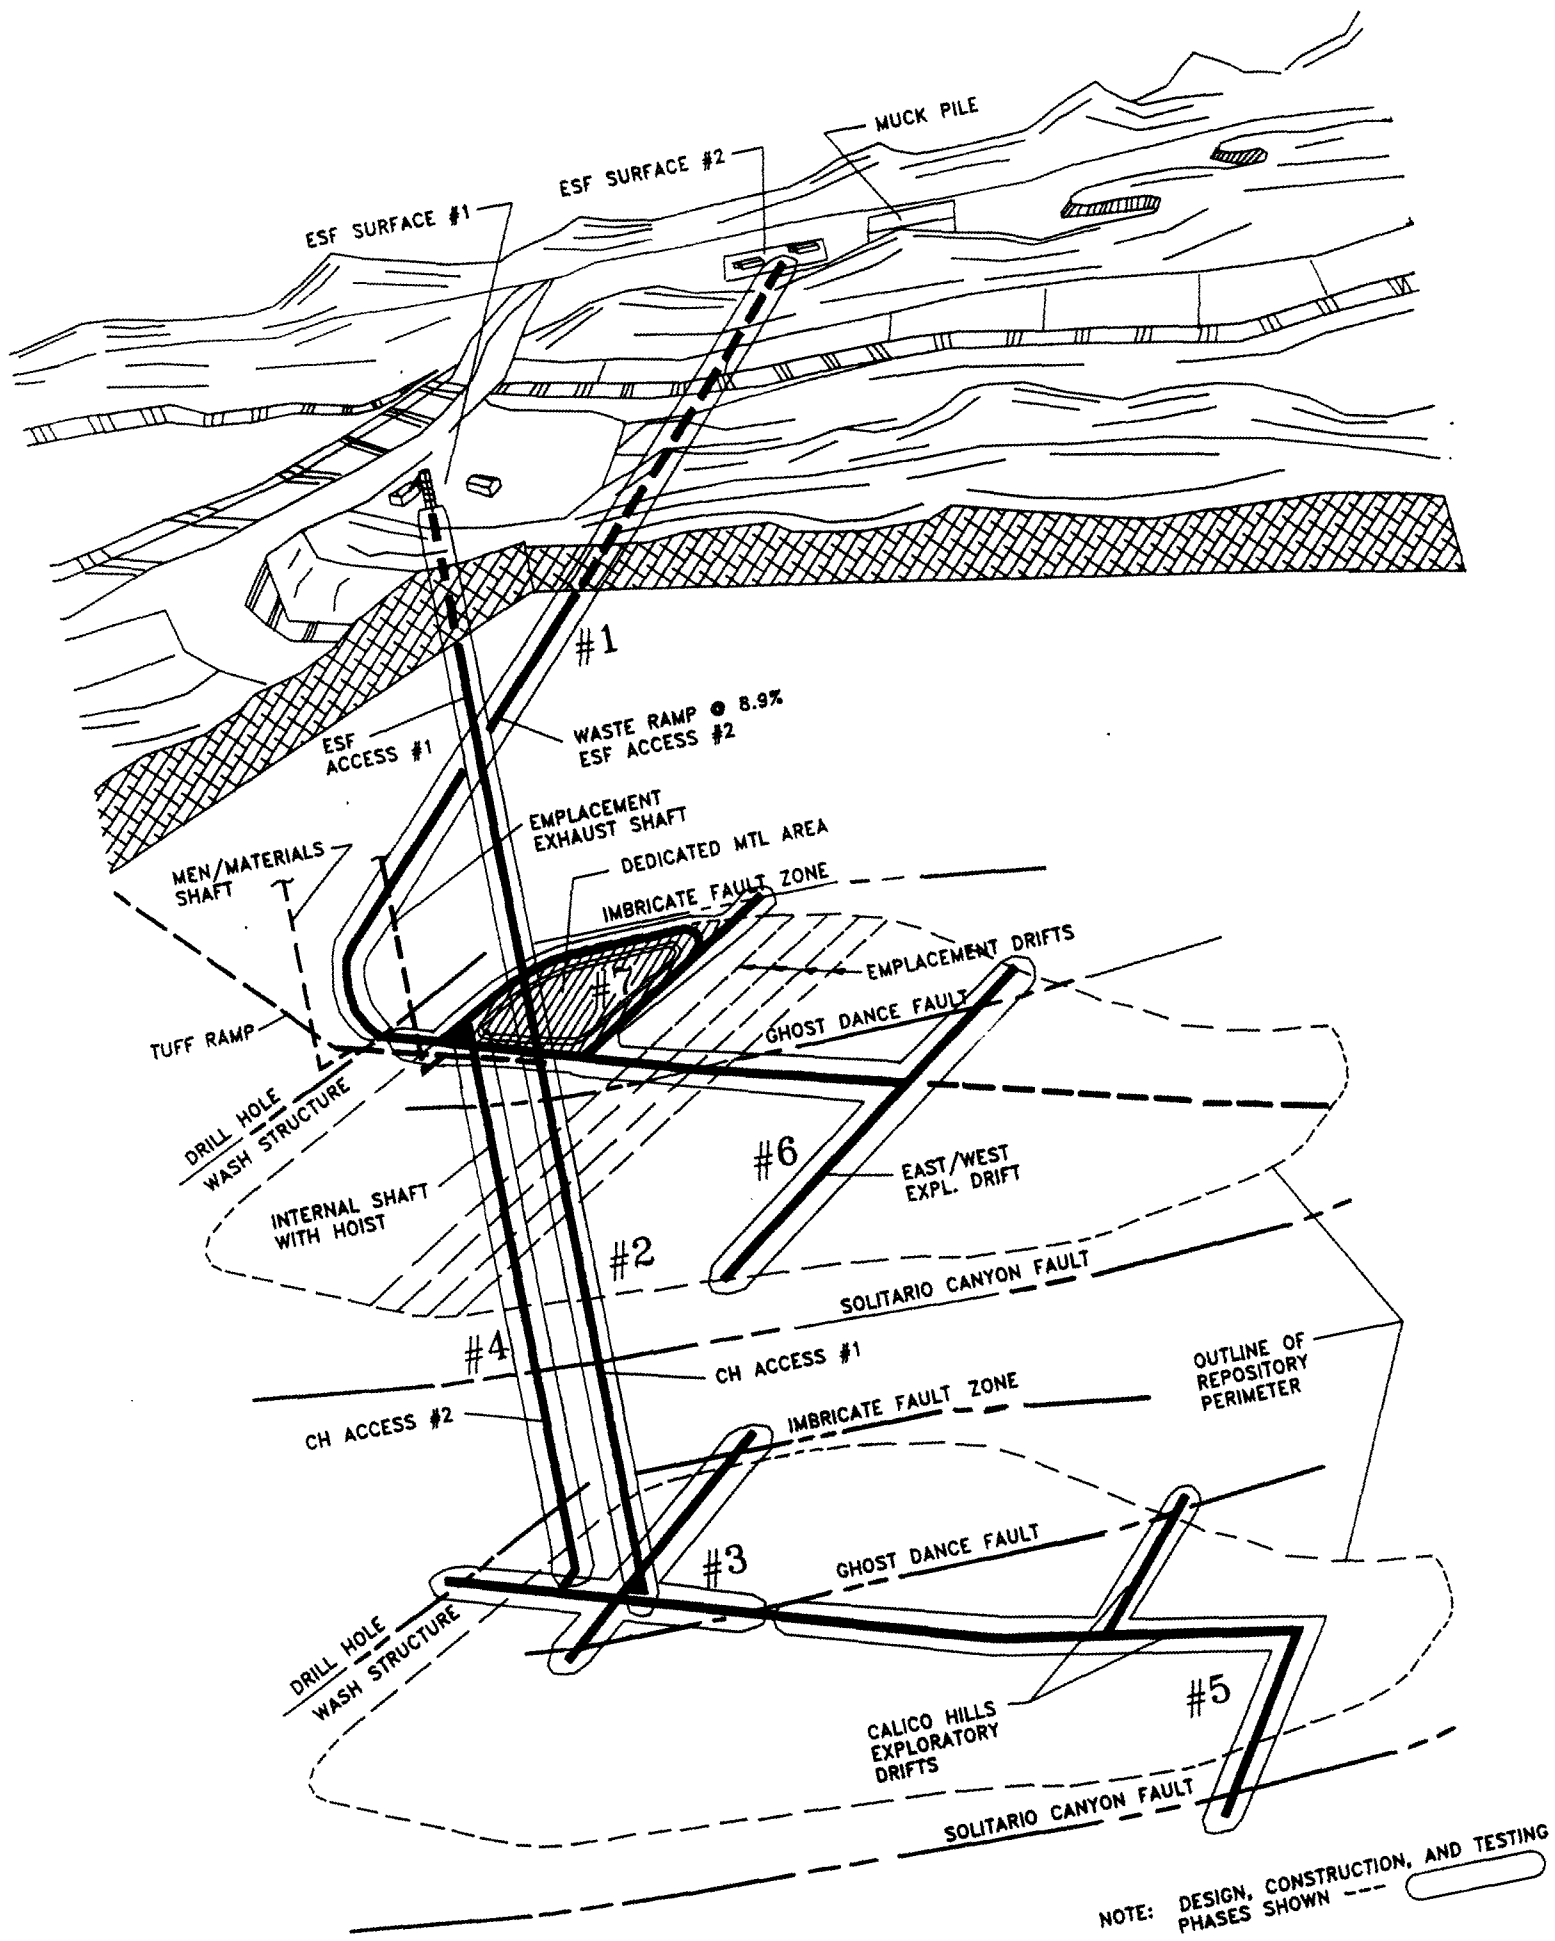 MUCK PILE
ESF SURFACE #2
ESF SURFACE #1
#1
WASTE RAMP @ 8.9%
ESF ACCESS #2
ESF
ACCESS #1
EMPLACEMENT
EXHAUST SHAFT
DEDICATED MTL AREA
MEN/MATERIALS
SHAFT
IMBRICATE FAULT ZONE
EMPLACEMENT DRIFTS
#7
GHOST DANCE FAULT
TUFF RAMP
DRILL HOLE
WASH STRUCTURE
#6
EAST/WEST
EXPL. DRIFT
INTERNAL SHAFT
WITH HOIST
#2
SOLITARIO CANYON FAULT
#4
CH ACCESS #1
OUTLINE OF
REPOSITORY
PERIMETER
IMBRICATE FAULT ZONE
CH ACCESS #2
#3
GHOST DANCE FAULT
DRILL HOLE
WASH STRUCTURE
#5
CALICO HILLS
EXPLORATORY
DRIFTS
SOLITARIO CANYON FAULT
NOTE: DESIGN, CONSTRUCTION, AND TESTING
PHASES SHOWN ---